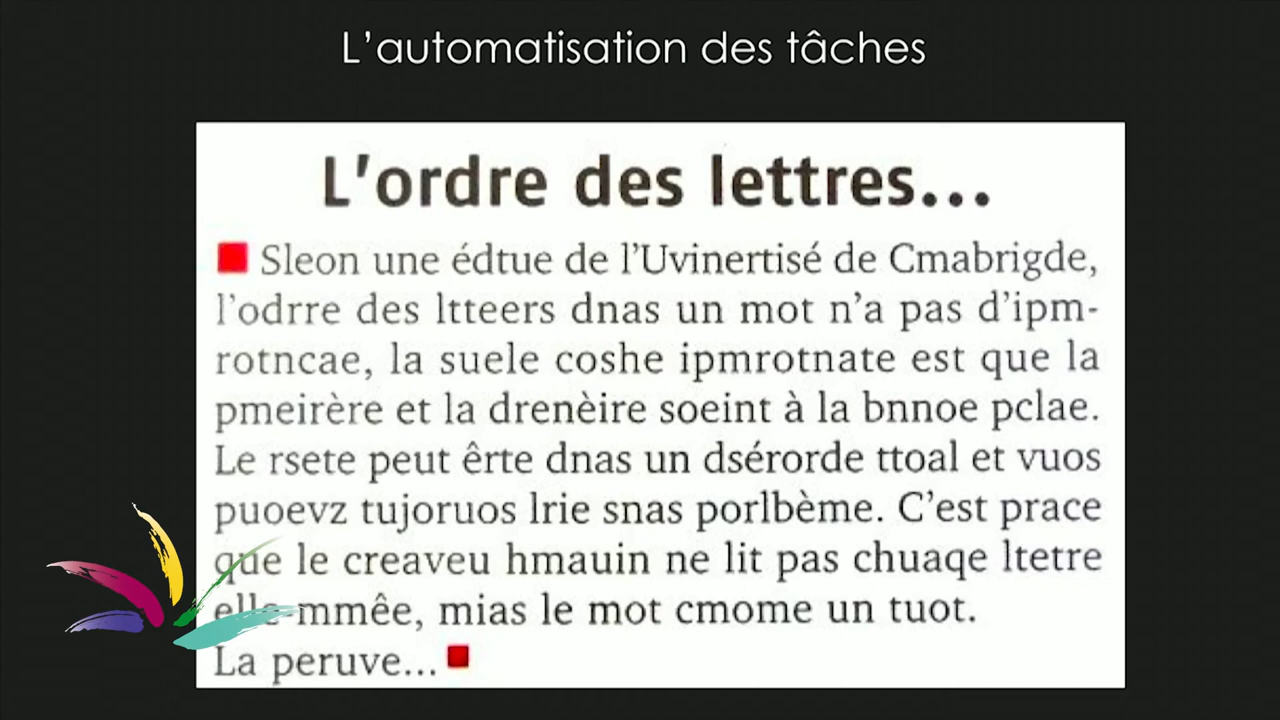 L'automatisation des tâches
L'ordre des lettres...
Sleon une édtue de l'Uvinertisé de Cmabrigde,
l'odrre des ltteers dnas un mot n'a pas d'ipm-
rotncae, la suele coshe ipmrotnate est que la
pmeirère et la drenèire soeint à la bnnoe pclae.
Le rsete peut êrte dnas un dsérorde ttoal et vuos
puoevz tujoruos lrie snas porlbème. C'est prace
que le creaveu hmauin ne lit pas chuaqe ltetre
elle-mmêe, mias le mot cmome un tuot.
La peruve...